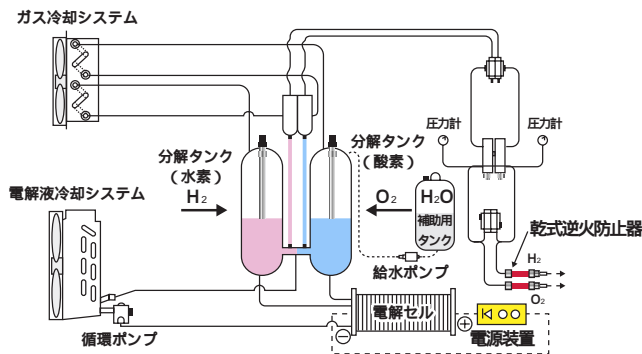 ガス冷却システム
圧力計
圧力計
分解タンク
(水素)
H₂
分解タンク
(酸素)
O₂
H₂O
補助用
タンク
電解液冷却システム
給水ポンプ
乾式逆火防止器
H₂
O₂
循環ポンプ
電解セル
電源装置